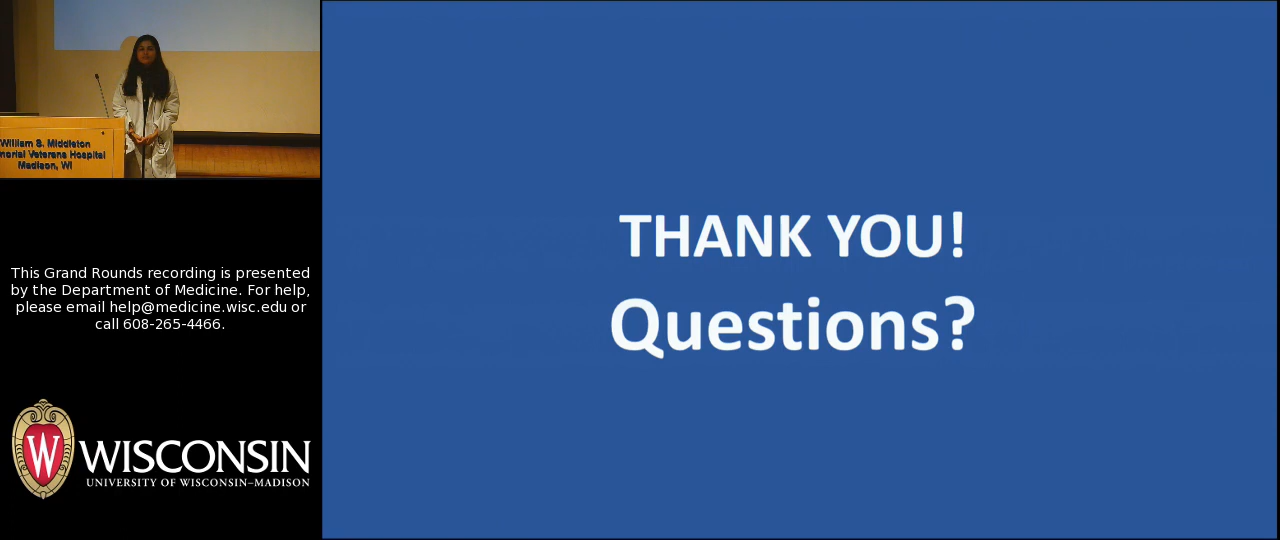 William S. Middleton
Veterans Hospital
Madison, WI
This Grand Rounds recording is presented
by the Department of Medicine. For help,
please email help@medicine.wisc.edu or
call 608-265-4466.
W
WISCONSIN
UNIVERSITY OF WISCONSIN–MADISON
THANK YOU!
Questions?